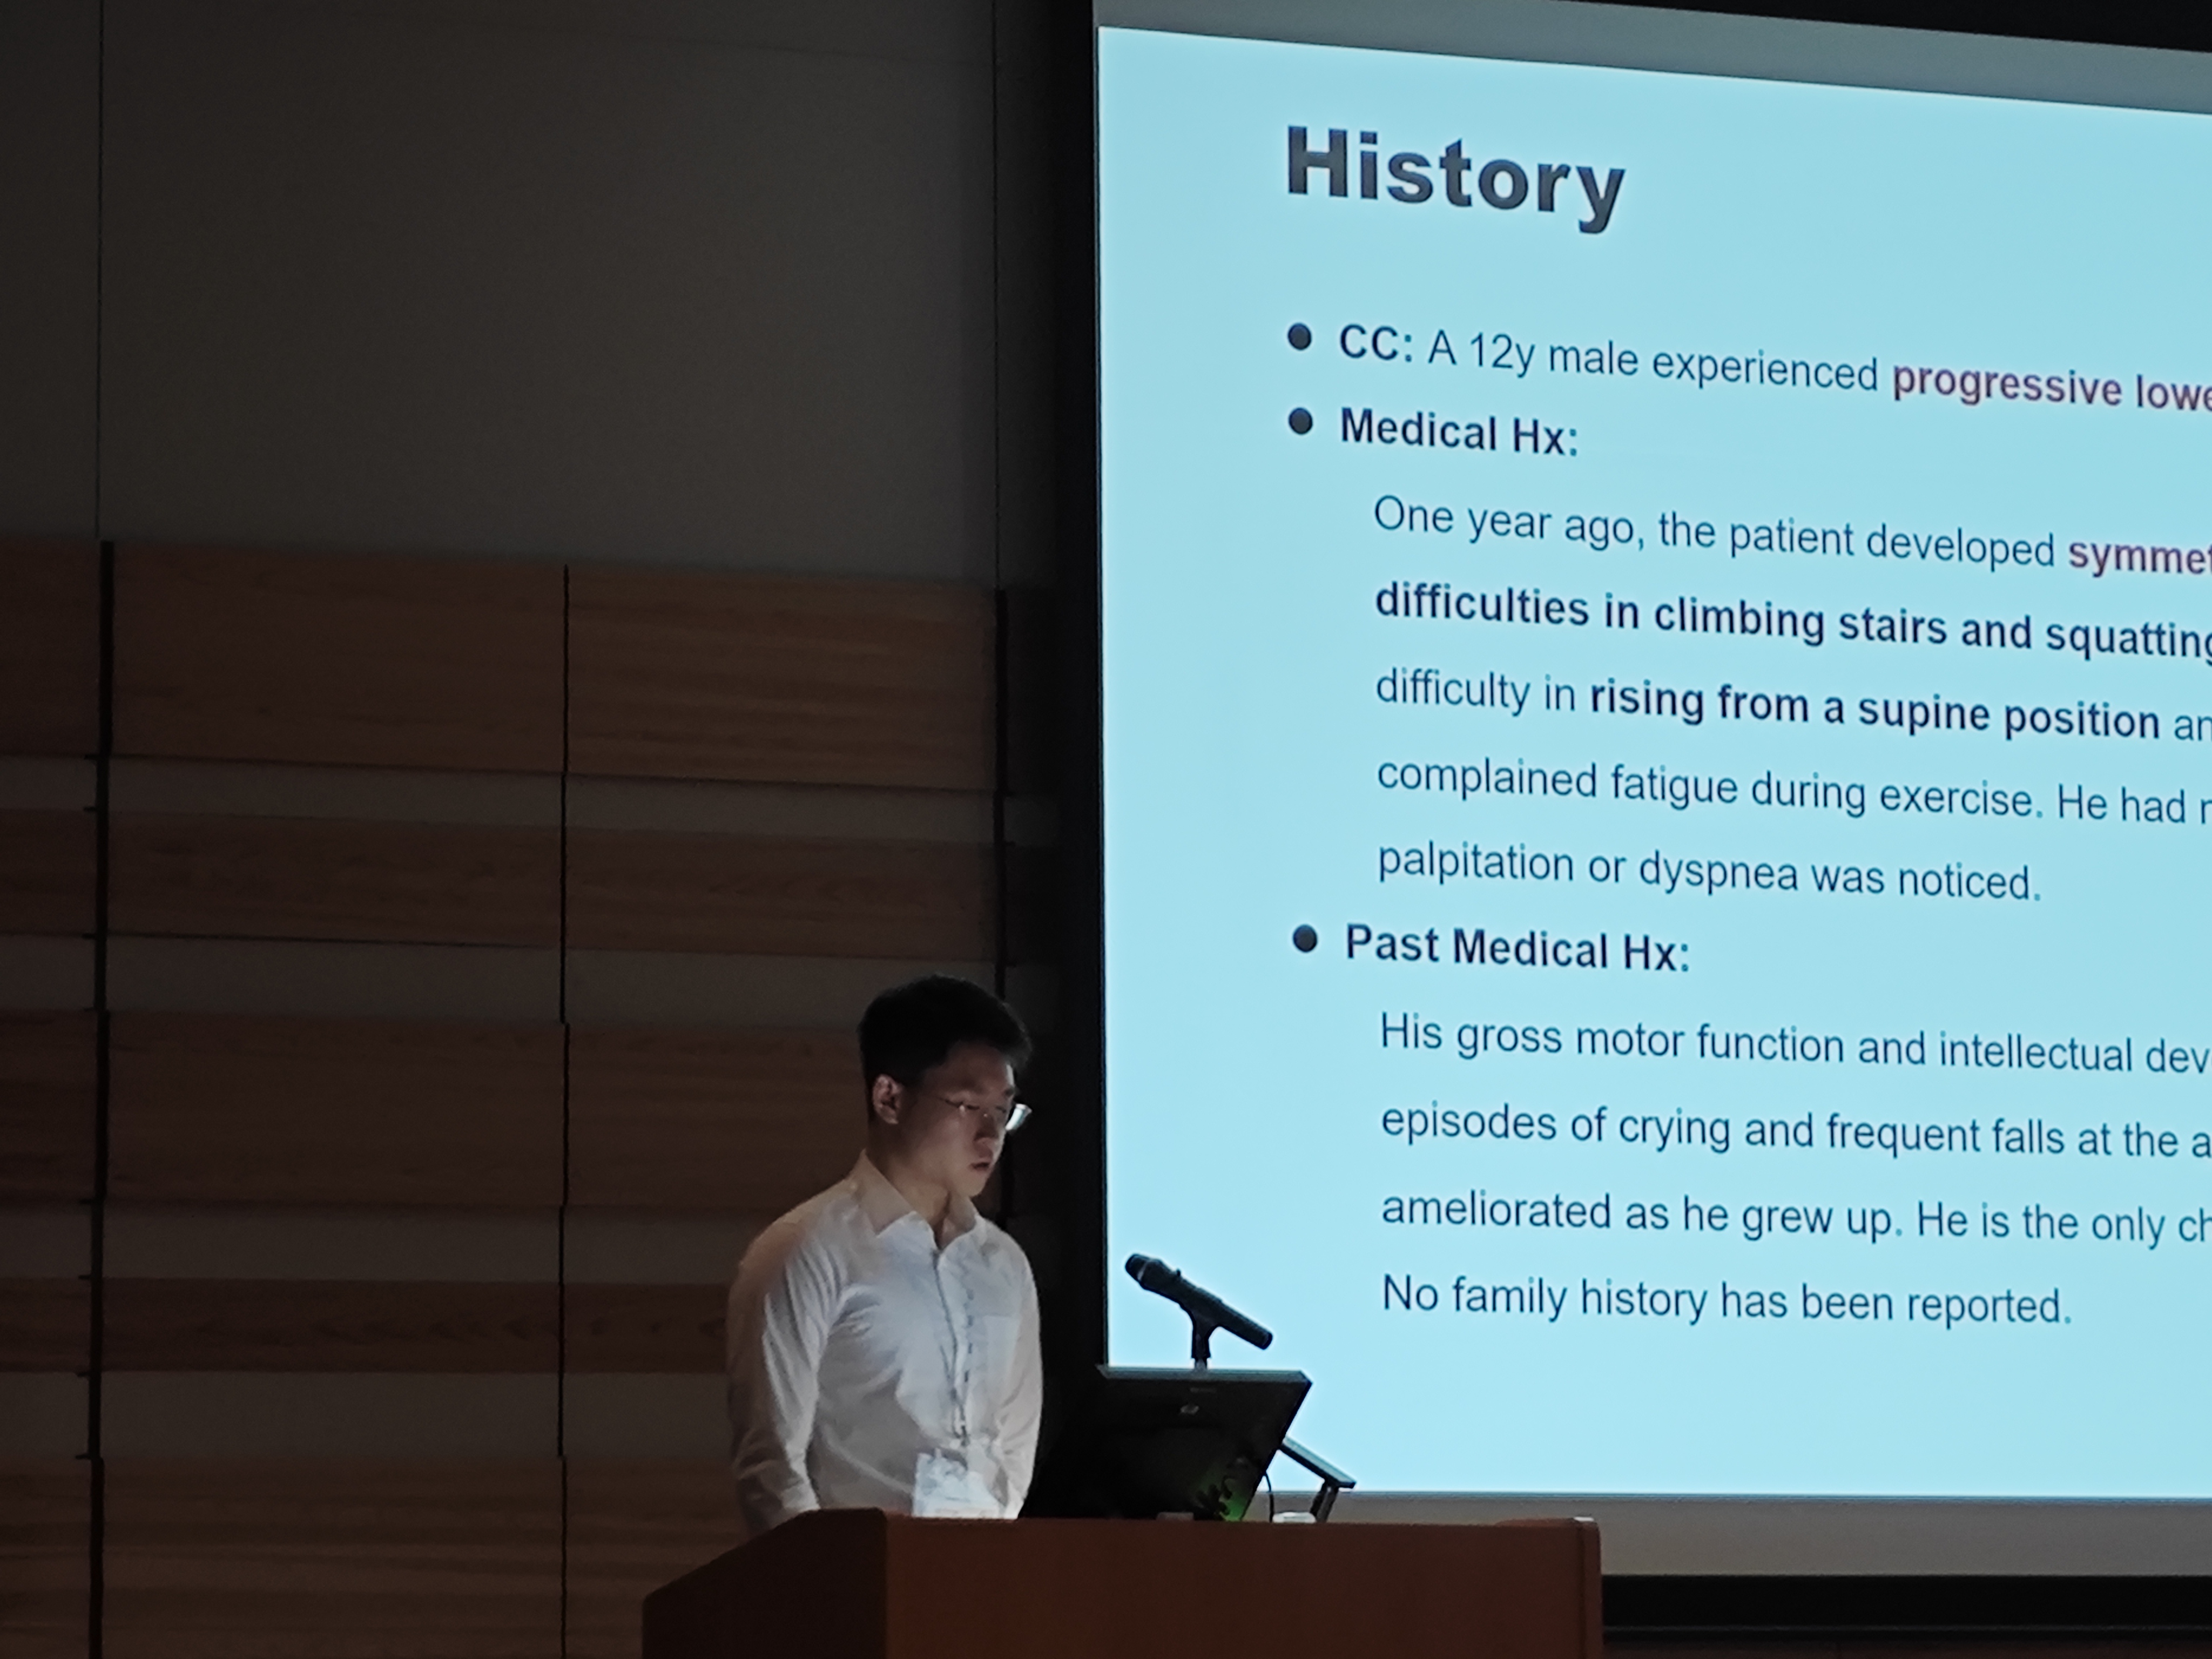 History
● CC: A 12y male experienced progressive lowe
● Medical Hx:
One year ago, the patient developed symmet
difficulties in climbing stairs and squatting
difficulty in rising from a supine position an
complained fatigue during exercise. He had n
palpitation or dyspnea was noticed.
● Past Medical Hx:
His gross motor function and intellectual dev
episodes of crying and frequent falls at the a
ameliorated as he grew up. He is the only ch
No family history has been reported.